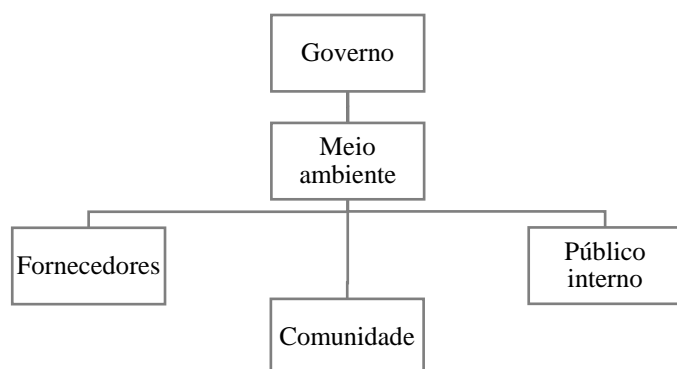 Governo
Meio
ambiente
Fornecedores
Público
interno
Comunidade